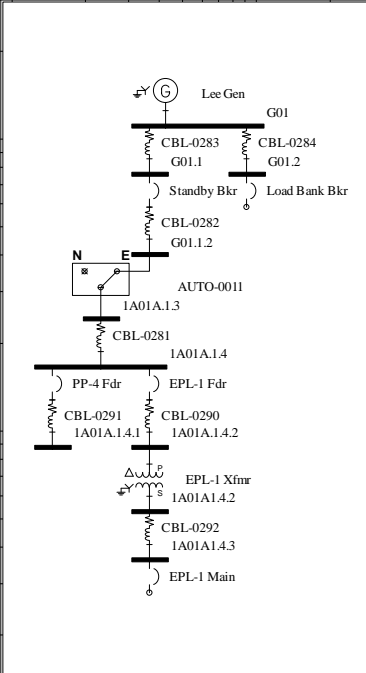 G
Lee Gen
G01
CBL-0283
CBL-0284
G01.1
G01.2
Standby Bkr
Load Bank Bkr
CBL-0282
G01.1.2
N
E
AUTO-0011
1A01A.1.3
CBL-0281
1A01A.1.4
PP-4 Fdr
EPL-1 Fdr
CBL-0291
CBL-0290
1A01A.1.4.1
1A01A.1.4.2
P
EPL-1 Xfmr
S
1A01A1.4.2
CBL-0292
1A01A1.4.3
EPL-1 Main